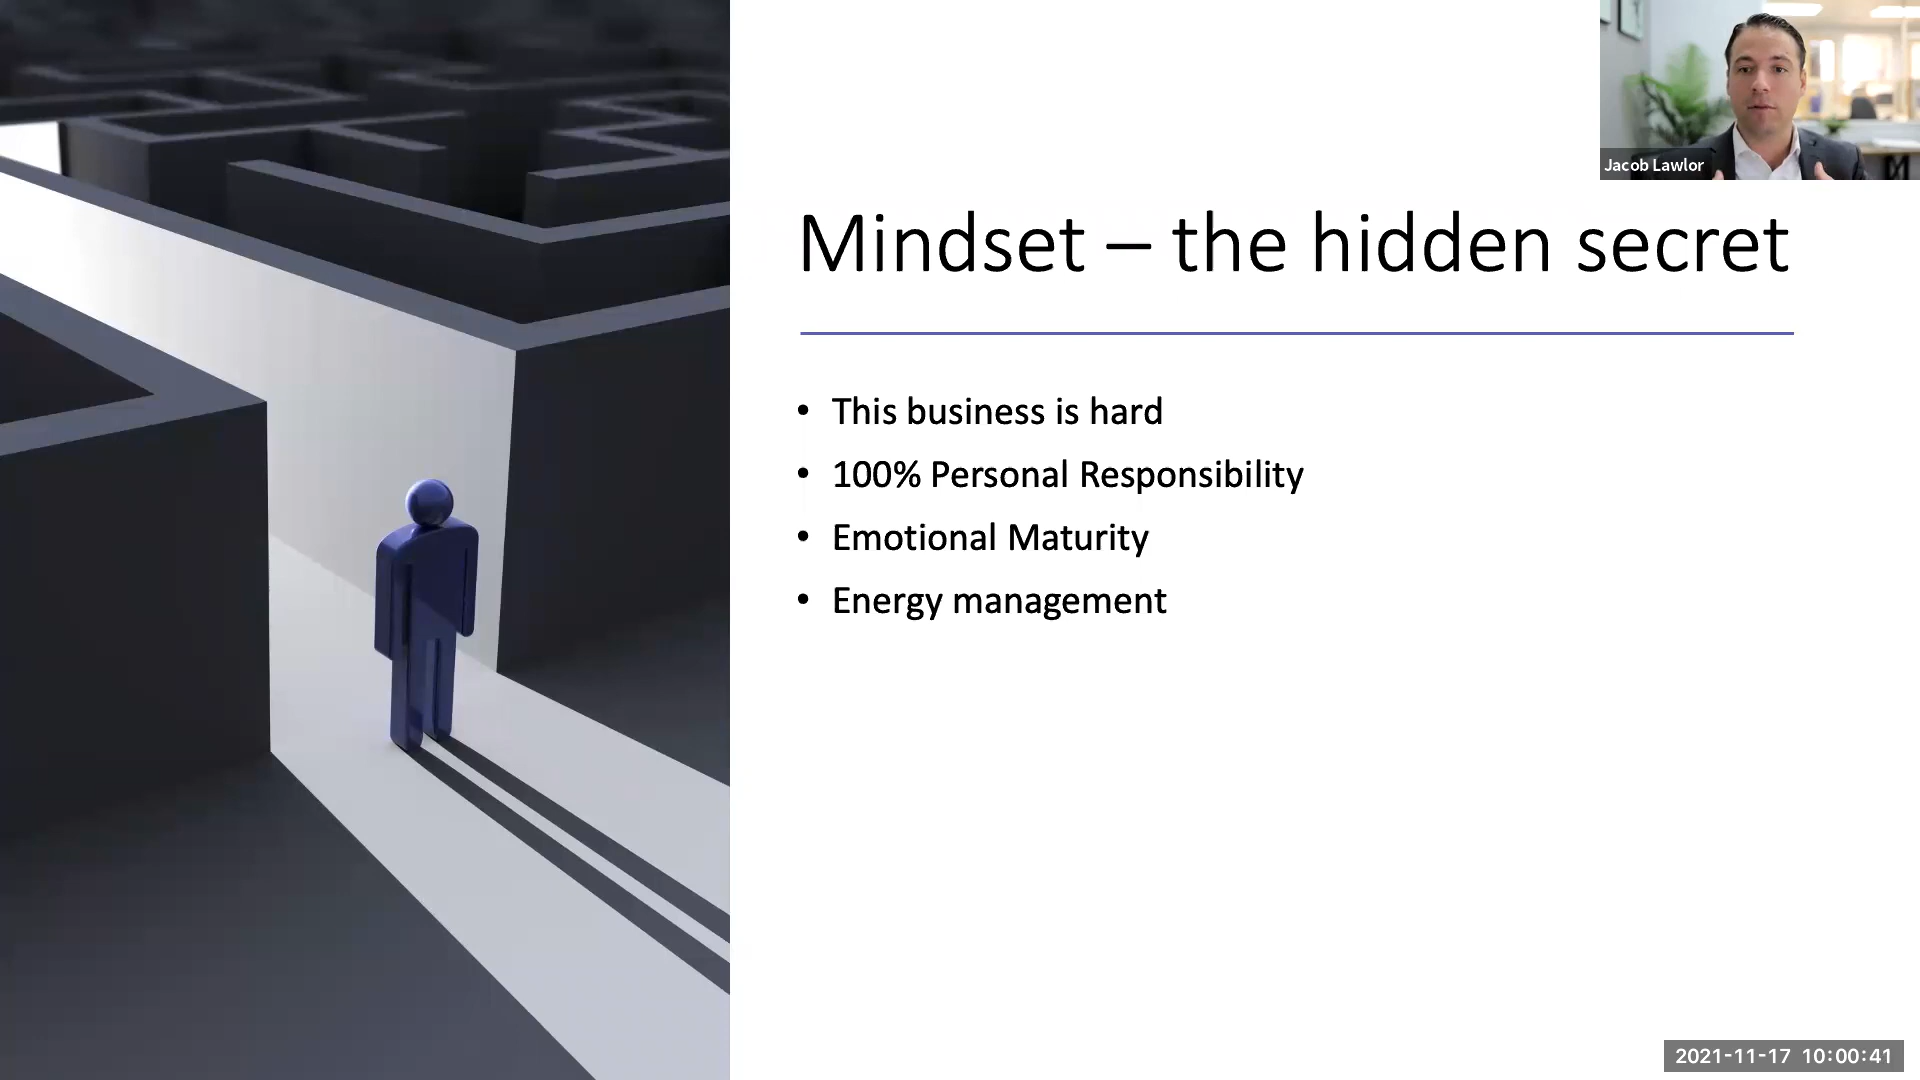 Jacob Lawlor
Mindset – the hidden secret
• This business is hard
• 100% Personal Responsibility
• Emotional Maturity
• Energy management
2021-11-17 10:00:41